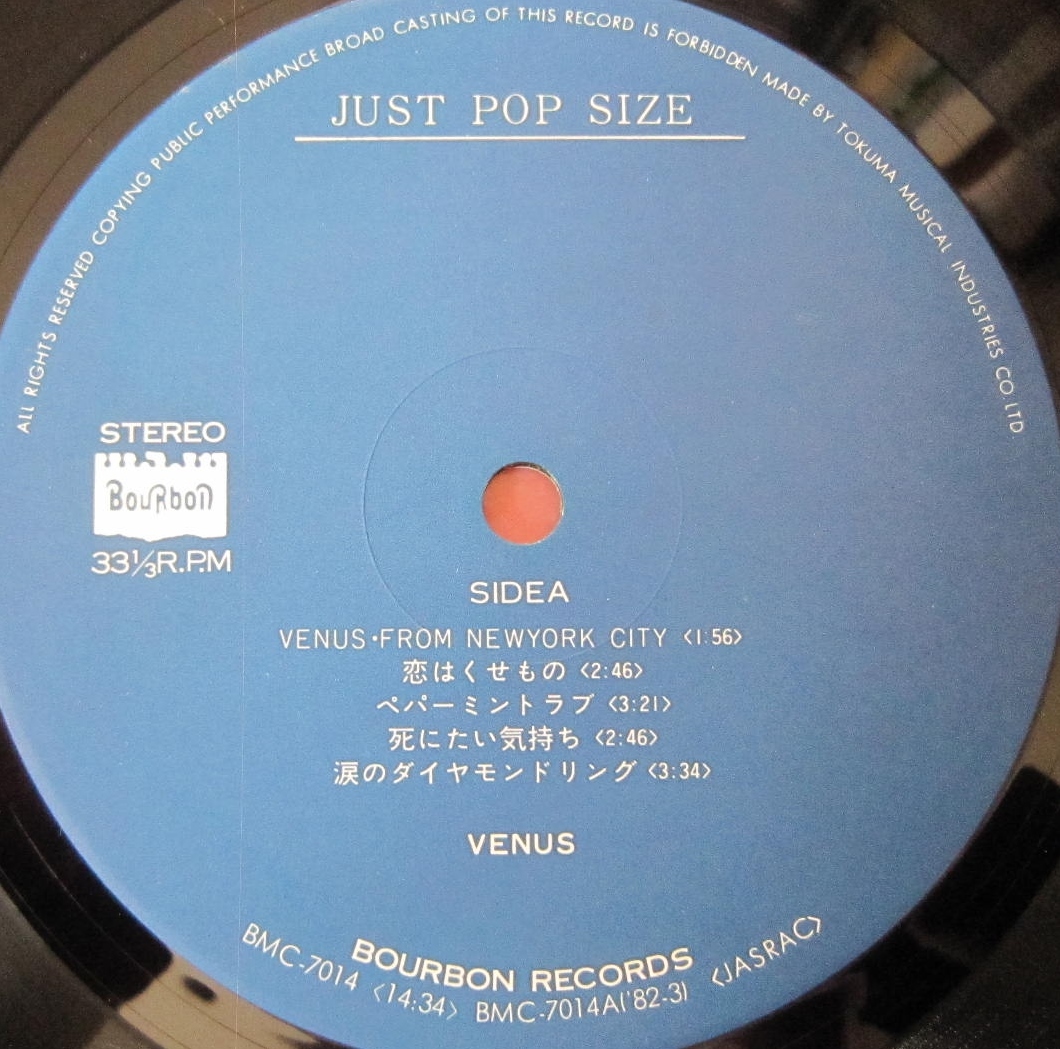 ALL RIGHTS RESERVED COPYING PUBLIC PERFORMANCE BROAD CASTING OF THIS RECORD IS FORBIDDEN MADE BY TOKUMA MUSICAL INDUSTRIES CO.LTD.
JUST POP SIZE
STEREO
BouRbon
33⅓R.P.M
SIDEA
VENUS・FROM NEWYORK CITY <1:56>
恋はくせもの <2:46>
ペパーミントラブ <3:21>
死にたい気持ち <2:46>
涙のダイヤモンドリング <3:34>
VENUS
BOURBON RECORDS
BMC-7014 <14:34> BMC-7014A('82-3) <JASRAC>